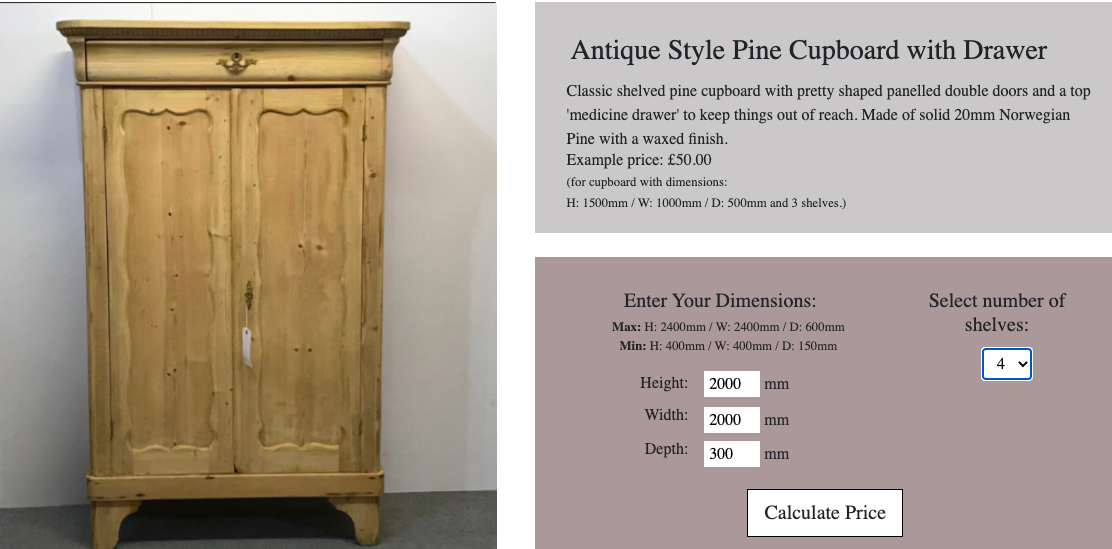 Antique Style Pine Cupboard with Drawer
Classic shelved pine cupboard with pretty shaped panelled double doors and a top
'medicine drawer' to keep things out of reach. Made of solid 20mm Norwegian
Pine with a waxed finish.
Example price: £50.00
(for cupboard with dimensions:
H: 1500mm / W: 1000mm / D: 500mm and 3 shelves.)
Enter Your Dimensions:
Max: H: 2400mm / W: 2400mm / D: 600mm
Min: H: 400mm / W: 400mm / D: 150mm
Height: 2000 mm
Width: 2000 mm
Depth: 300 mm
Select number of
shelves:
4
Calculate Price